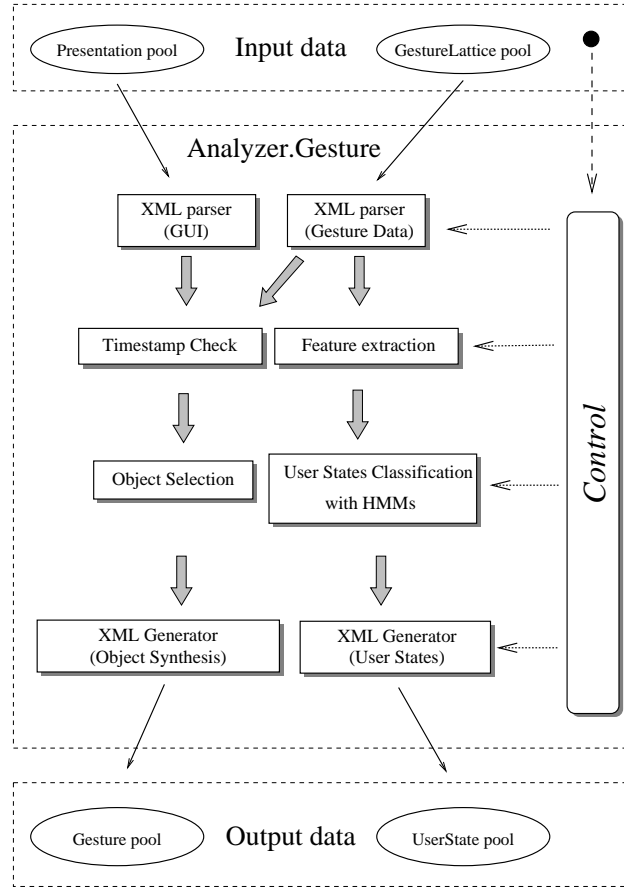 Presentation pool
Input data
GestureLattice pool
Analyzer.Gesture
XML parser
(GUI)
XML parser
(Gesture Data)
Timestamp Check
Feature extraction
Object Selection
User States Classification
with HMMs
Control
XML Generator
(Object Synthesis)
XML Generator
(User States)
Gesture pool
Output data
UserState pool